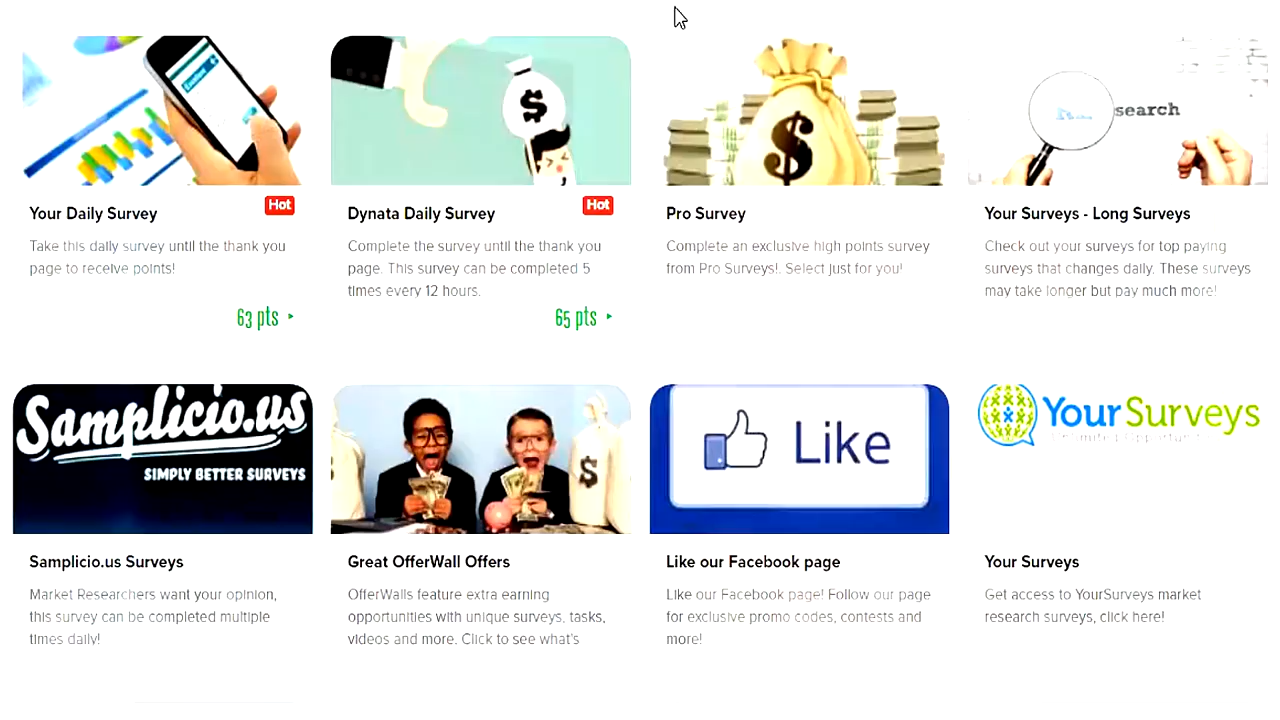 search
Your Daily Survey
Hot
Take this daily survey until the thank you
page to receive points!
63 pts
$
Dynata Daily Survey
Hot
Complete the survey until the thank you
page. This survey can be completed 5
times every 12 hours.
65 pts
$
Pro Survey
Complete an exclusive high points survey
from Pro Surveys!. Select just for you!
Your Surveys - Long Surveys
Check out your surveys for top paying
surveys that changes daily. These surveys
may take longer but pay much more!
Samplicio.us
SIMPLY BETTER SURVEYS
Samplicio.us Surveys
Market Researchers want your opinion,
this survey can be completed multiple
times daily!
$
Great OfferWall Offers
OfferWalls feature extra earning
opportunities with unique surveys, tasks,
videos and more. Click to see what's
Like
Like our Facebook page
Like our Facebook page! Follow our page
for exclusive promo codes, contests and
more!
YourSurveys
Your Surveys
Get access to YourSurveys market
research surveys, click here!